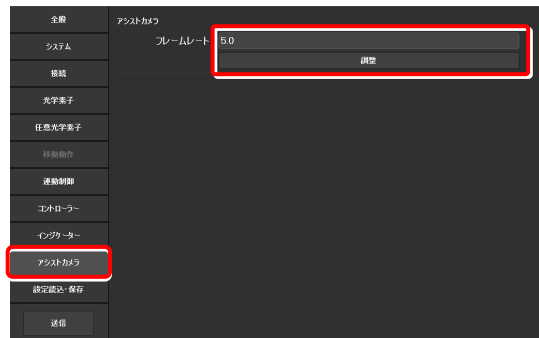 全般
システム
接続
光学素子
任意光学素子
移動動作
連動制御
コントローラー
インジケーター
アシストカメラ
設定読込・保存
送信
アシストカメラ
フレームレート 5.0
調整